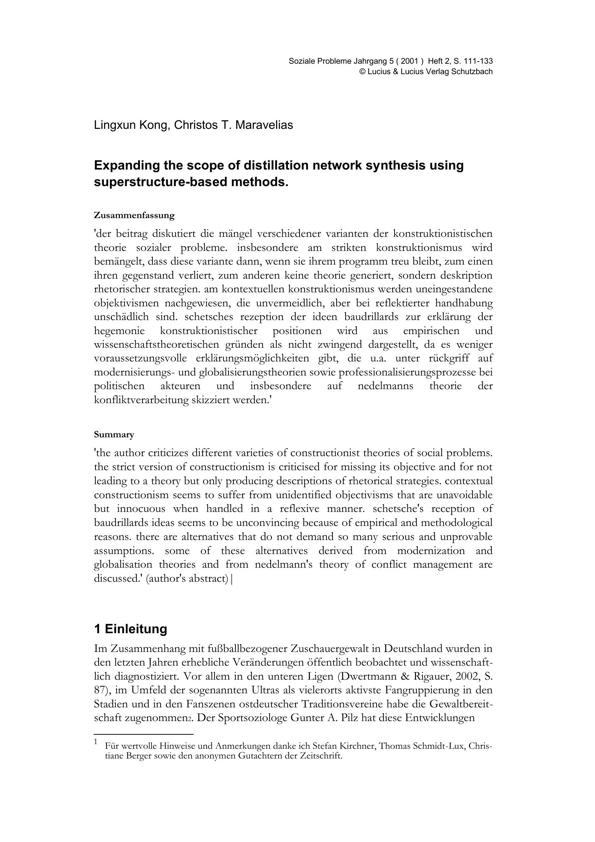 Soziale Probleme Jahrgang 5 ( 2001 )  Heft 2, S. 111-133
© Lucius & Lucius Verlag Schutzbach
Lingxun Kong, Christos T. Maravelias
Expanding the scope of distillation network synthesis using
superstructure-based methods.
Zusammenfassung
'der beitrag diskutiert die mängel verschiedener varianten der konstruktionistischen
theorie sozialer probleme. insbesondere am strikten konstruktionismus wird
bemängelt, dass diese variante dann, wenn sie ihrem programm treu bleibt, zum einen
ihren gegenstand verliert, zum anderen keine theorie generiert, sondern deskription
rhetorischer strategien. am kontextuellen konstruktionismus werden uneingestandene
objektivismen nachgewiesen, die unvermeidlich, aber bei reflektierter handhabung
unschädlich sind. schetsches rezeption der ideen baudrillards zur erklärung der
hegemonie konstruktionistischer positionen wird aus empirischen und
wissenschaftstheoretischen gründen als nicht zwingend dargestellt, da es weniger
voraussetzungsvolle erklärungsmöglichkeiten gibt, die u.a. unter rückgriff auf
modernisierungs- und globalisierungstheorien sowie professionalisierungsprozesse bei
politischen akteuren und insbesondere auf nedelmanns theorie der
konfliktverarbeitung skizziert werden.'
Summary
'the author criticizes different varieties of constructionist theories of social problems.
the strict version of constructionism is criticised for missing its objective and for not
leading to a theory but only producing descriptions of rhetorical strategies. contextual
constructionism seems to suffer from unidentified objectivisms that are unavoidable
but innocuous when handled in a reflexive manner. schetsche's reception of
baudrillards ideas seems to be unconvincing because of empirical and methodological
reasons. there are alternatives that do not demand so many serious and unprovable
assumptions. some of these alternatives derived from modernization and
globalisation theories and from nedelmann's theory of conflict management are
discussed.' (author's abstract)|
1 Einleitung
Im Zusammenhang mit fußballbezogener Zuschauergewalt in Deutschland wurden in
den letzten Jahren erhebliche Veränderungen öffentlich beobachtet und wissenschaft-
lich diagnostiziert. Vor allem in den unteren Ligen (Dwertmann & Rigauer, 2002, S.
87), im Umfeld der sogenannten Ultras als vielerorts aktivste Fangruppierung in den
Stadien und in den Fanszenen ostdeutscher Traditionsvereine habe die Gewaltbereit-
schaft zugenommen2. Der Sportsoziologe Gunter A. Pilz hat diese Entwicklungen
1 Für wertvolle Hinweise und Anmerkungen danke ich Stefan Kirchner, Thomas Schmidt-Lux, Chris-
tiane Berger sowie den anonymen Gutachtern der Zeitschrift.